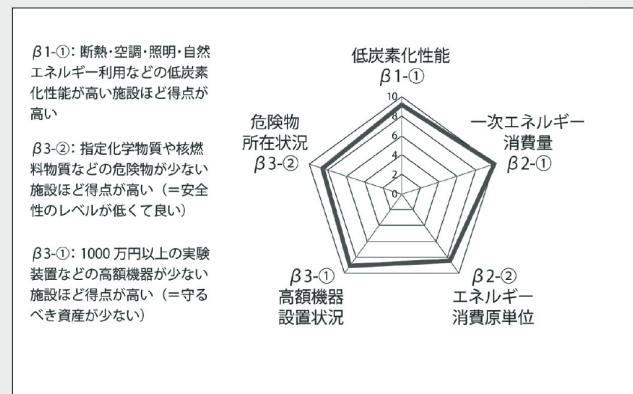 β1-①：断熱・空調・照明・自然
エネルギー利用などの低炭素
化性能が高い施設ほど得点が
高い
β3-②：指定化学物質や核燃
料物質などの危険物が少ない
施設ほど得点が高い（＝安全
性のレベルが低くて良い）
β3-①：1000 万円以上の実験
装置などの高額機器が少ない
施設ほど得点が高い（＝守る
べき資産が少ない）
低炭素化性能
β1-①
10
8
6
4
2
0
一次エネルギー
消費量
β2-①
β2-②
エネルギー
消費原単位
β3-①
高額機器
設置状況
危険物
所在状況
β3-②